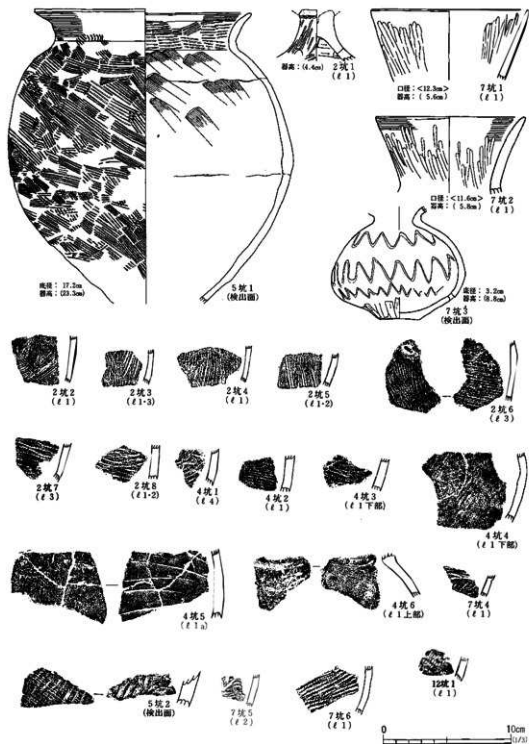 器高：(4.4cm)
2坑1
(ℓ1)
口径：<12.3cm>
器高：( 5.6cm)
7坑1
(ℓ1)
口径：<11.6cm>
器高：( 5.8cm)
7坑2
(ℓ1)
底径：17.2cm
器高：(23.3cm)
5坑1
(検出面)
底径：3.2cm
器高：(8.8cm)
7坑3
(検出面)
2坑2
(ℓ1)
2坑3
(ℓ1・3)
2坑4
(ℓ1)
2坑5
(ℓ1・2)
2坑6
(ℓ3)
2坑7
(ℓ3)
2坑8
(ℓ1・2)
4坑1
(ℓ4)
4坑2
(ℓ1)
4坑3
(ℓ1下部)
4坑4
(ℓ1下部)
4坑5
(ℓ1a)
4坑6
(ℓ1上部)
7坑4
(ℓ1)
5坑2
(検出面)
7坑5
(ℓ2)
7坑6
(ℓ1)
12坑1
(ℓ1)
0 10cm
(1/3)